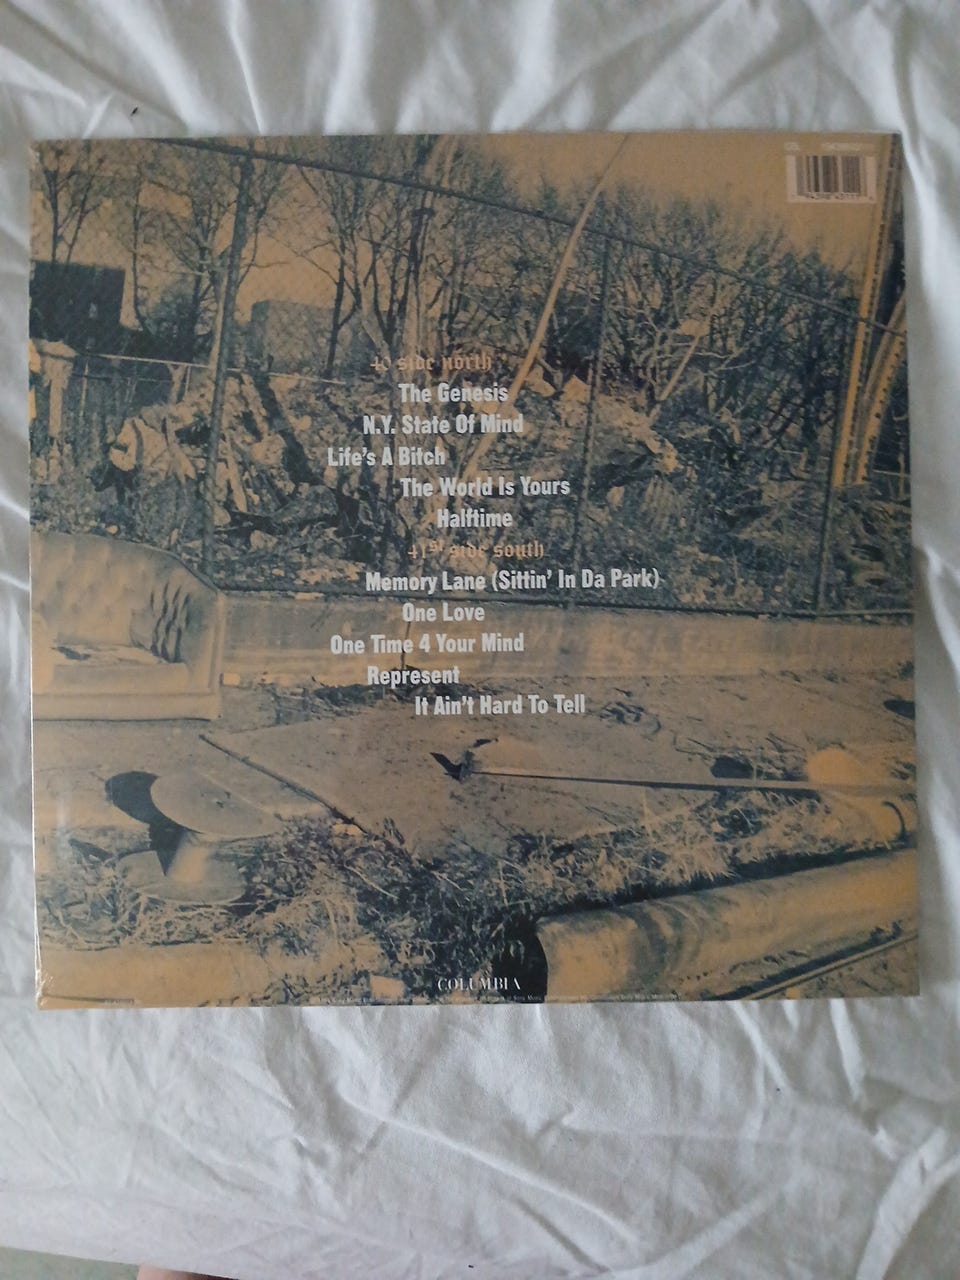 40 side north
The Genesis
N.Y. State Of Mind
Life's A Bitch
The World Is Yours
Halftime
41st side south
Memory Lane (Sittin' In Da Park)
One Love
One Time 4 Your Mind
Represent
It Ain't Hard To Tell
COLUMBIA